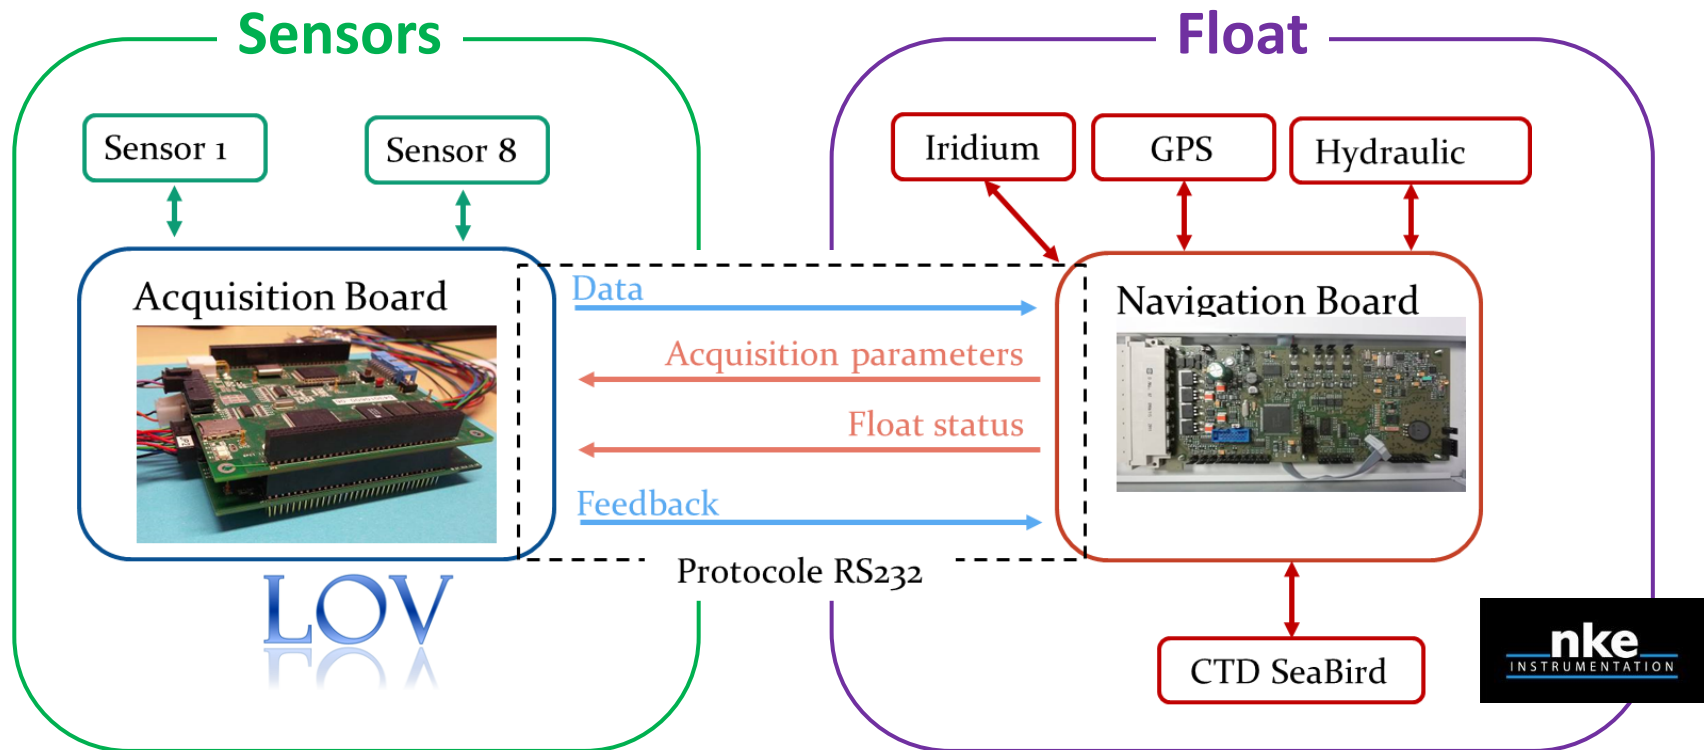 Sensors
Float
Sensor 1
Sensor 8
Iridium
GPS
Hydraulic
Acquisition Board
Data
Navigation Board
Acquisition parameters
Float status
Feedback
Protocole RS232
LOV
CTD SeaBird
nke
INSTRUMENTATION